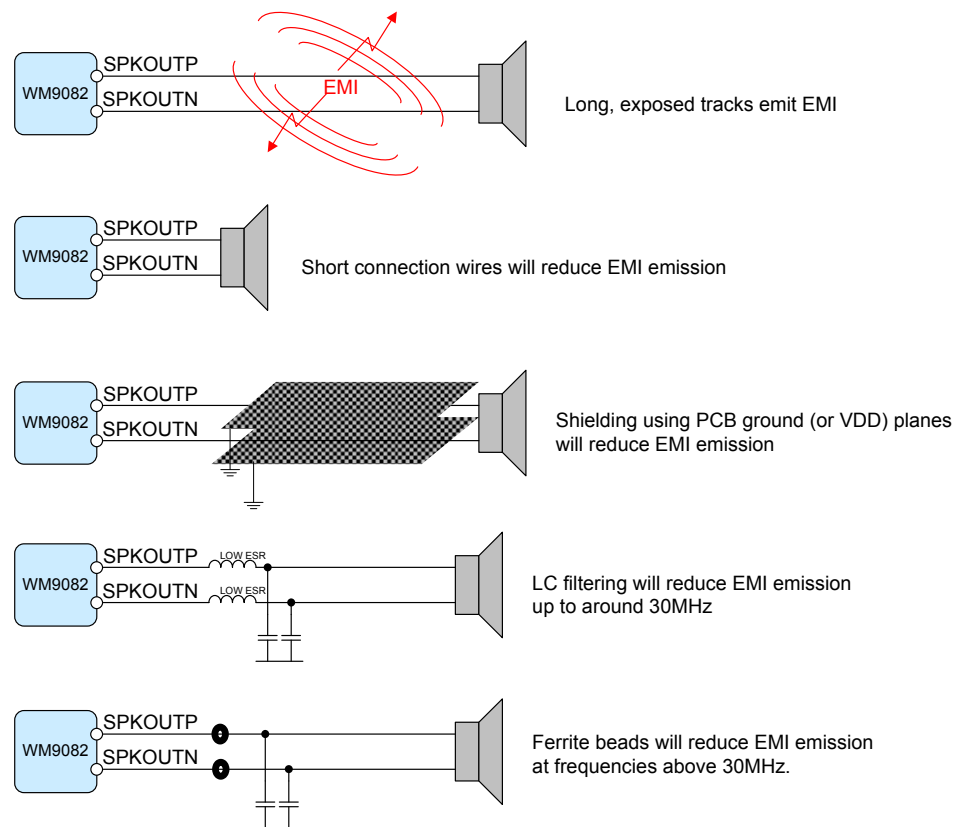 SPKOUTP
WM9082
EMI
SPKOUTN
Long, exposed tracks emit EMI
SPKOUTP
WM9082
SPKOUTN
Short connection wires will reduce EMI emission
SPKOUTP
WM9082
SPKOUTN
Shielding using PCB ground (or VDD) planes
will reduce EMI emission
SPKOUTP
LOW ESR
WM9082
SPKOUTN
LOW ESR
LC filtering will reduce EMI emission
up to around 30MHz
SPKOUTP
WM9082
SPKOUTN
Ferrite beads will reduce EMI emission
at frequencies above 30MHz.